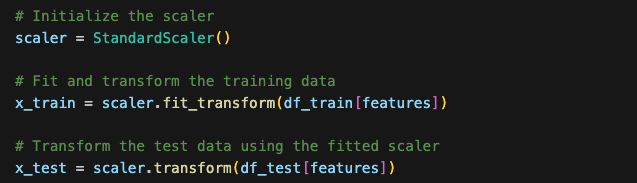 # Initialize the scaler
scaler = StandardScaler()
# Fit and transform the training data
x_train = scaler.fit_transform(df_train[features])
# Transform the test data using the fitted scaler
x_test = scaler.transform(df_test[features])